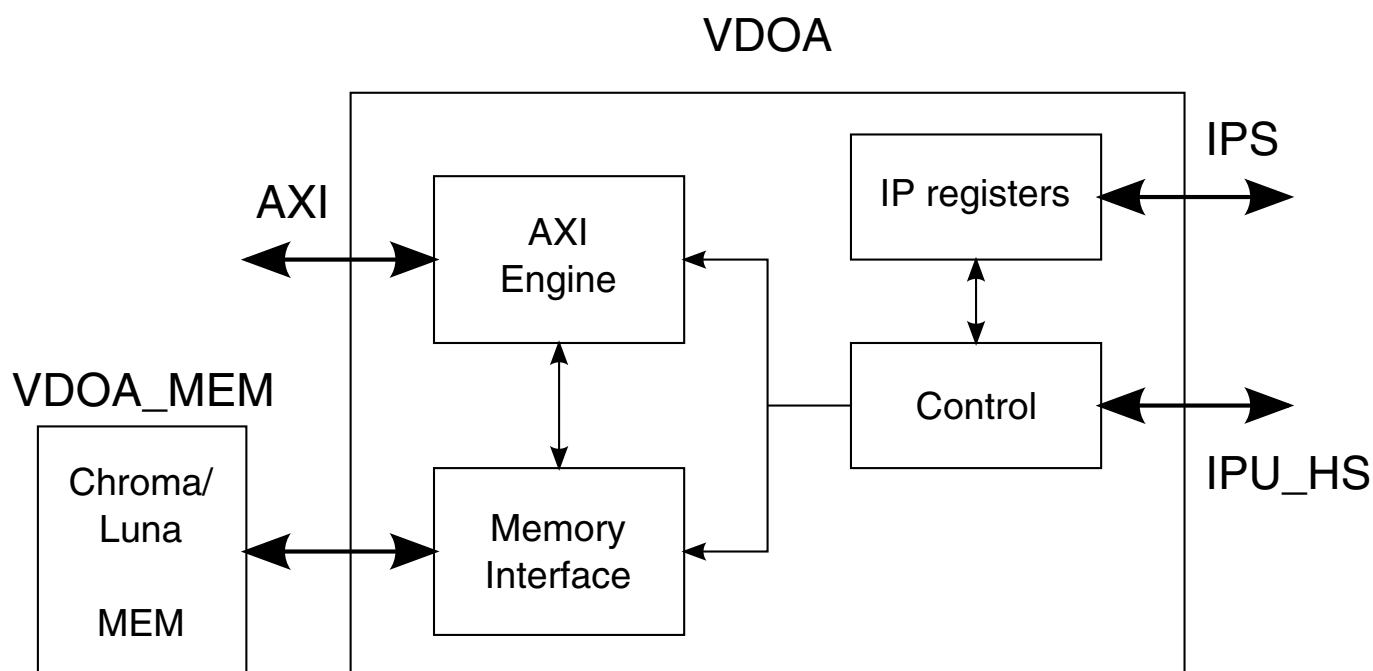 VDOA
IPS
IP registers
AXI
AXI
Engine
VDOA_MEM
Control
Chroma/
Luna
MEM
IPU_HS
Memory
Interface